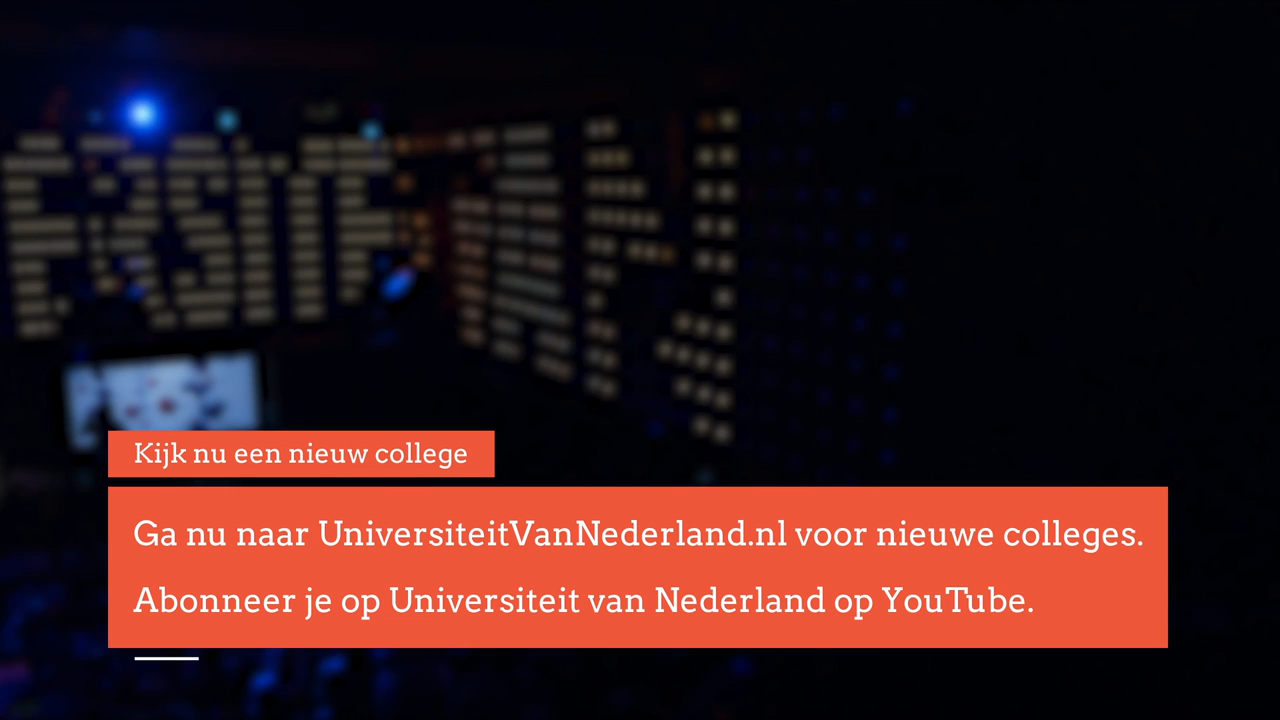 Kijk nu een nieuw college
Ga nu naar UniversiteitVanNederland.nl voor nieuwe colleges.
Abonneer je op Universiteit van Nederland op YouTube.